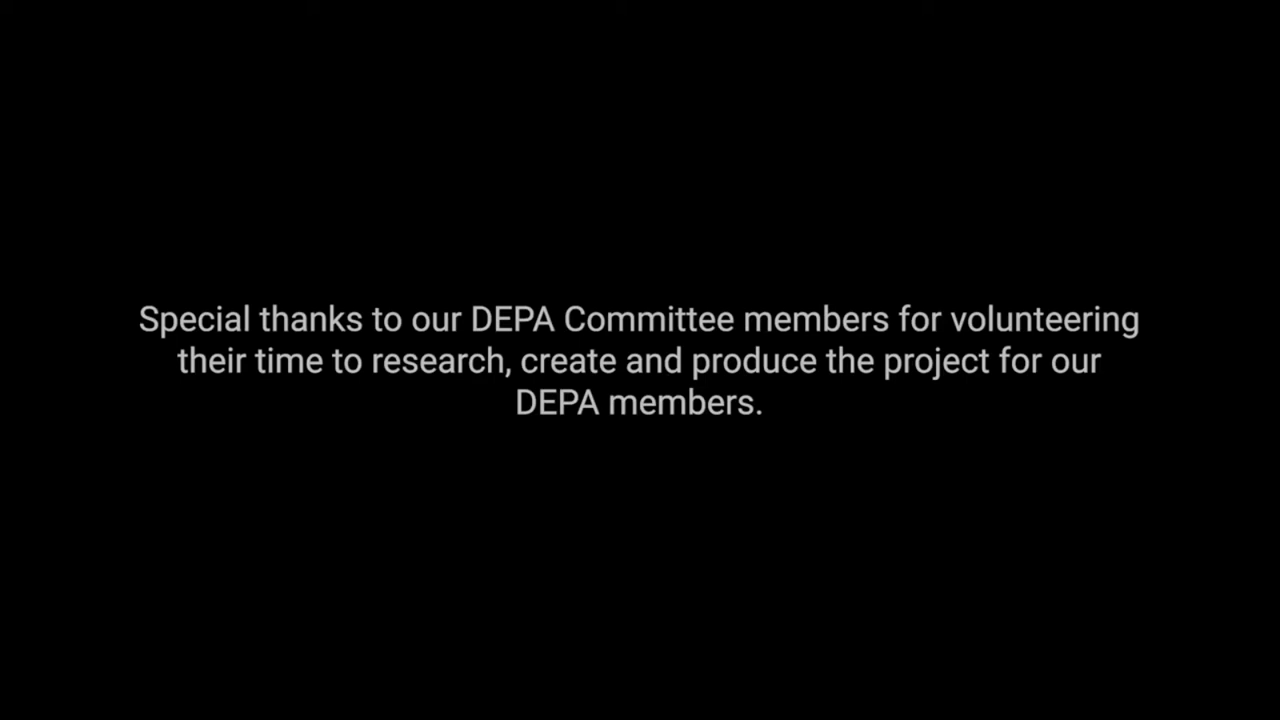 Special thanks to our DEPA Committee members for volunteering
their time to research, create and produce the project for our
DEPA members.